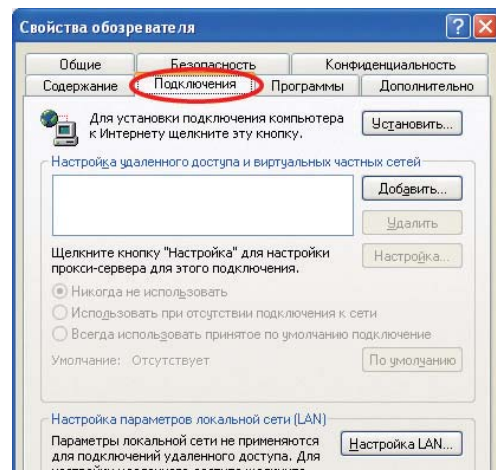 Свойства обозревателя
Общие Безопасность Конфиденциальность
Содержание Подключения Программы Дополнительно
Для установки подключения компьютера
к Интернету щелкните эту кнопку.
Установить...
Настройка удаленного доступа и виртуальных частных сетей
Добавить...
Удалить
Щелкните кнопку "Настройка" для настройки
прокси-сервера для этого подключения.
Настройка...
Никогда не использовать
Использовать при отсутствии подключения к сети
Всегда использовать принятое по умолчанию подключение
Умолчание: Отсутствует
По умолчанию
Настройка параметров локальной сети (LAN)
Параметры локальной сети не применяются
для подключений удаленного доступа. Для
Настройка LAN...